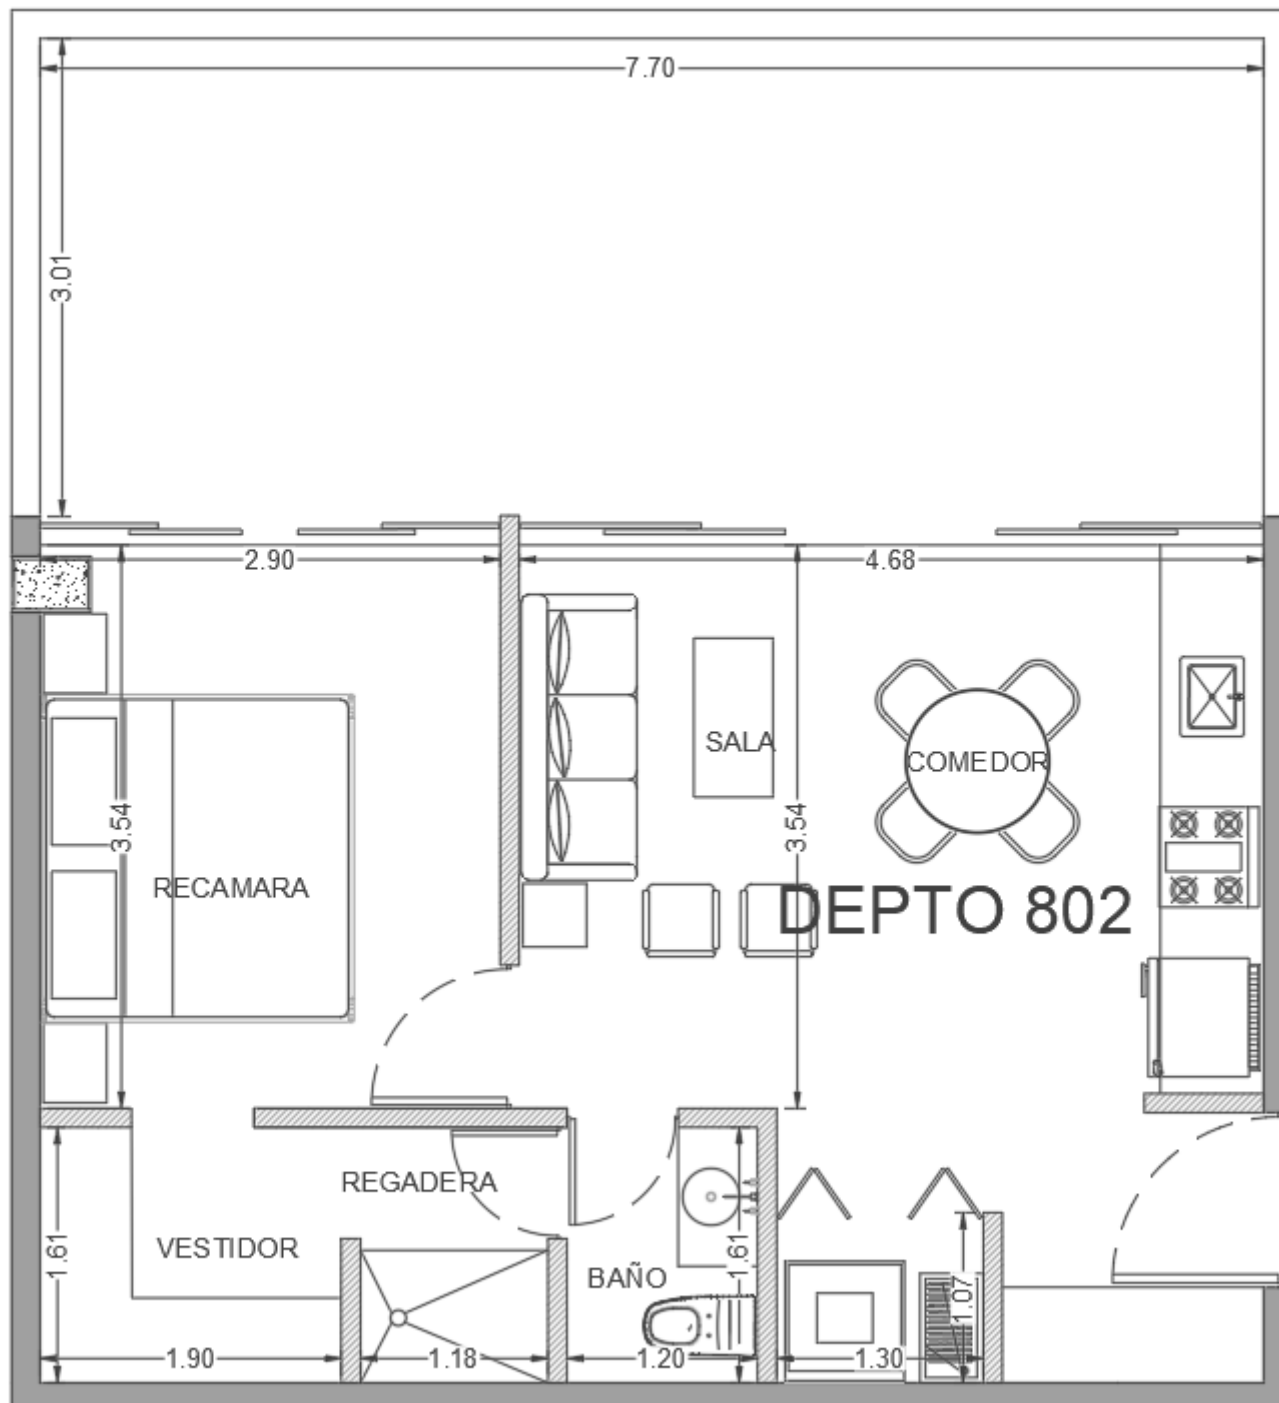 7.70
3.01
2.90
4.68
SALA
COMEDOR
3.54
3.54
RECAMARA
DEPTO 802
REGADERA
VESTIDOR
1.61
BAÑO
1.61
1.07
1.90
1.18
1.20
1.30